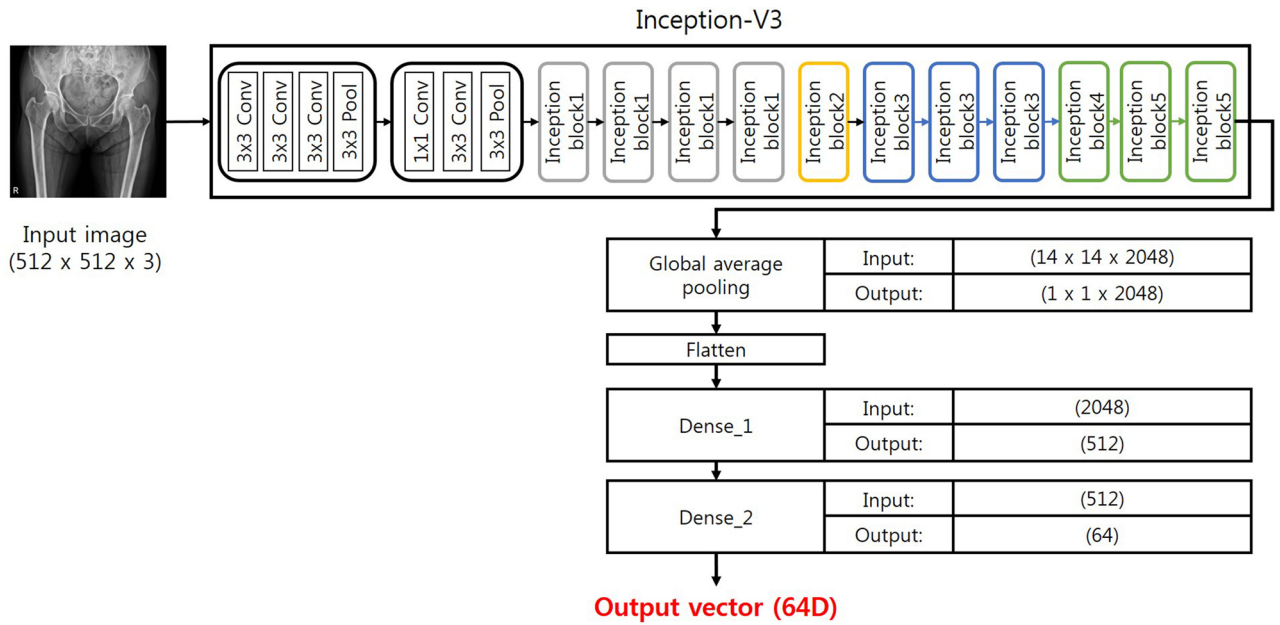 Inception-V3
3x3 Conv
3x3 Conv
3x3 Conv
3x3 Pool
1x1 Conv
3x3 Conv
3x3 Pool
Inception
block1
Inception
block1
Inception
block1
Inception
block1
Inception
block2
Inception
block3
Inception
block3
Inception
block3
Inception
block4
Inception
block5
Inception
block5
R
Input image
(512 x 512 x 3)
Global average
pooling
Input:
(14 x 14 x 2048)
Output:
(1 x 1 x 2048)
Flatten
Dense_1
Input:
(2048)
Output:
(512)
Dense_2
Input:
(512)
Output:
(64)
Output vector (64D)